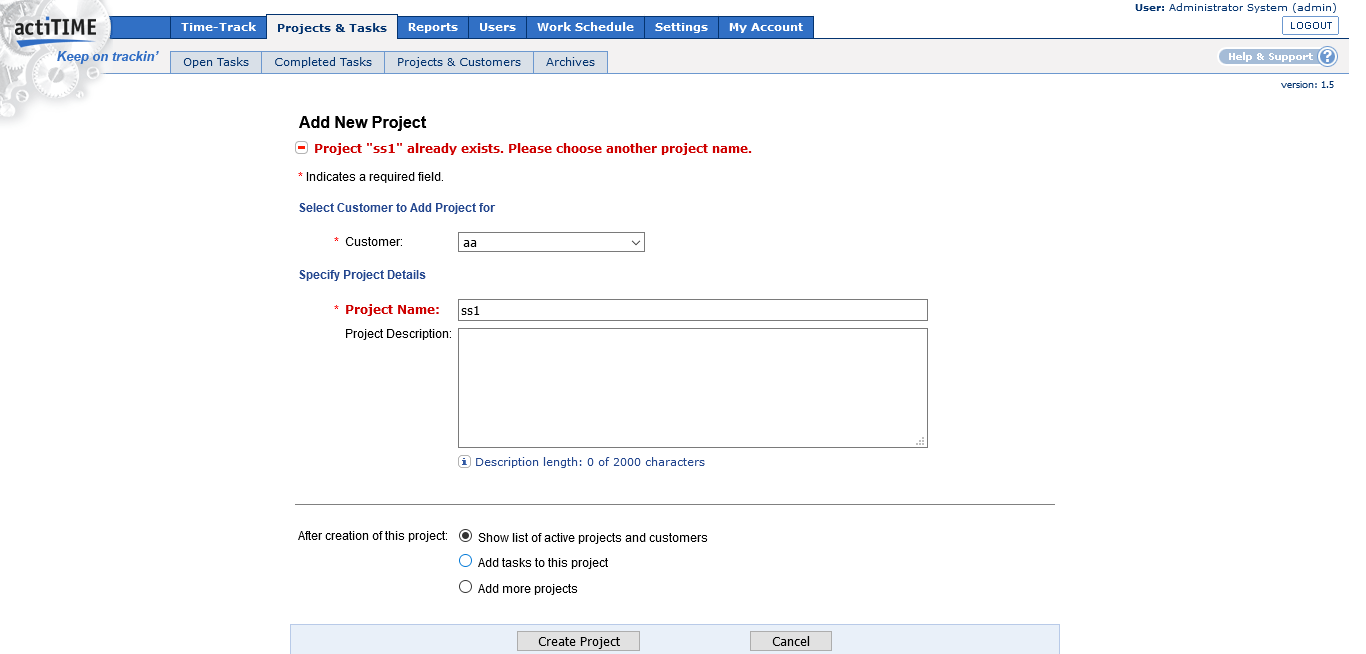 User: Administrator System (admin)
actiTIME
Time-Track Projects & Tasks Reports Users Work Schedule Settings My Account
LOGOUT
Keep on trackin'
Open Tasks Completed Tasks Projects & Customers Archives
Help & Support ?
version: 1.5
Add New Project
Project "ss1" already exists. Please choose another project name.
* Indicates a required field.
Select Customer to Add Project for
* Customer: aa
Specify Project Details
* Project Name: ss1
Project Description:
i Description length: 0 of 2000 characters
After creation of this project: Show list of active projects and customers
Add tasks to this project
Add more projects
Create Project Cancel